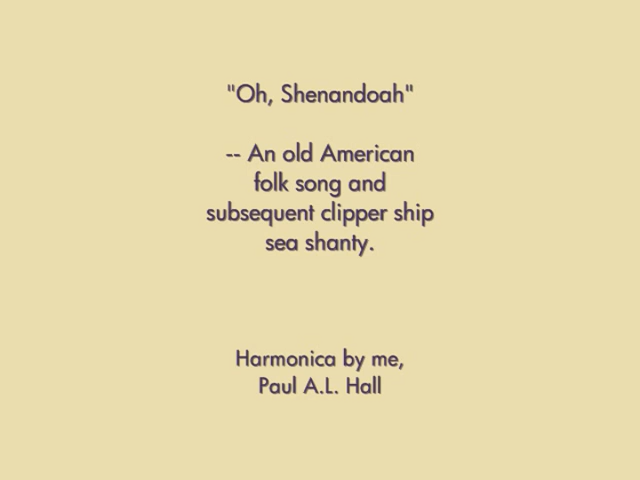 "Oh, Shenandoah"
-- An old American
folk song and
subsequent clipper ship
sea shanty.
Harmonica by me,
Paul A.L. Hall